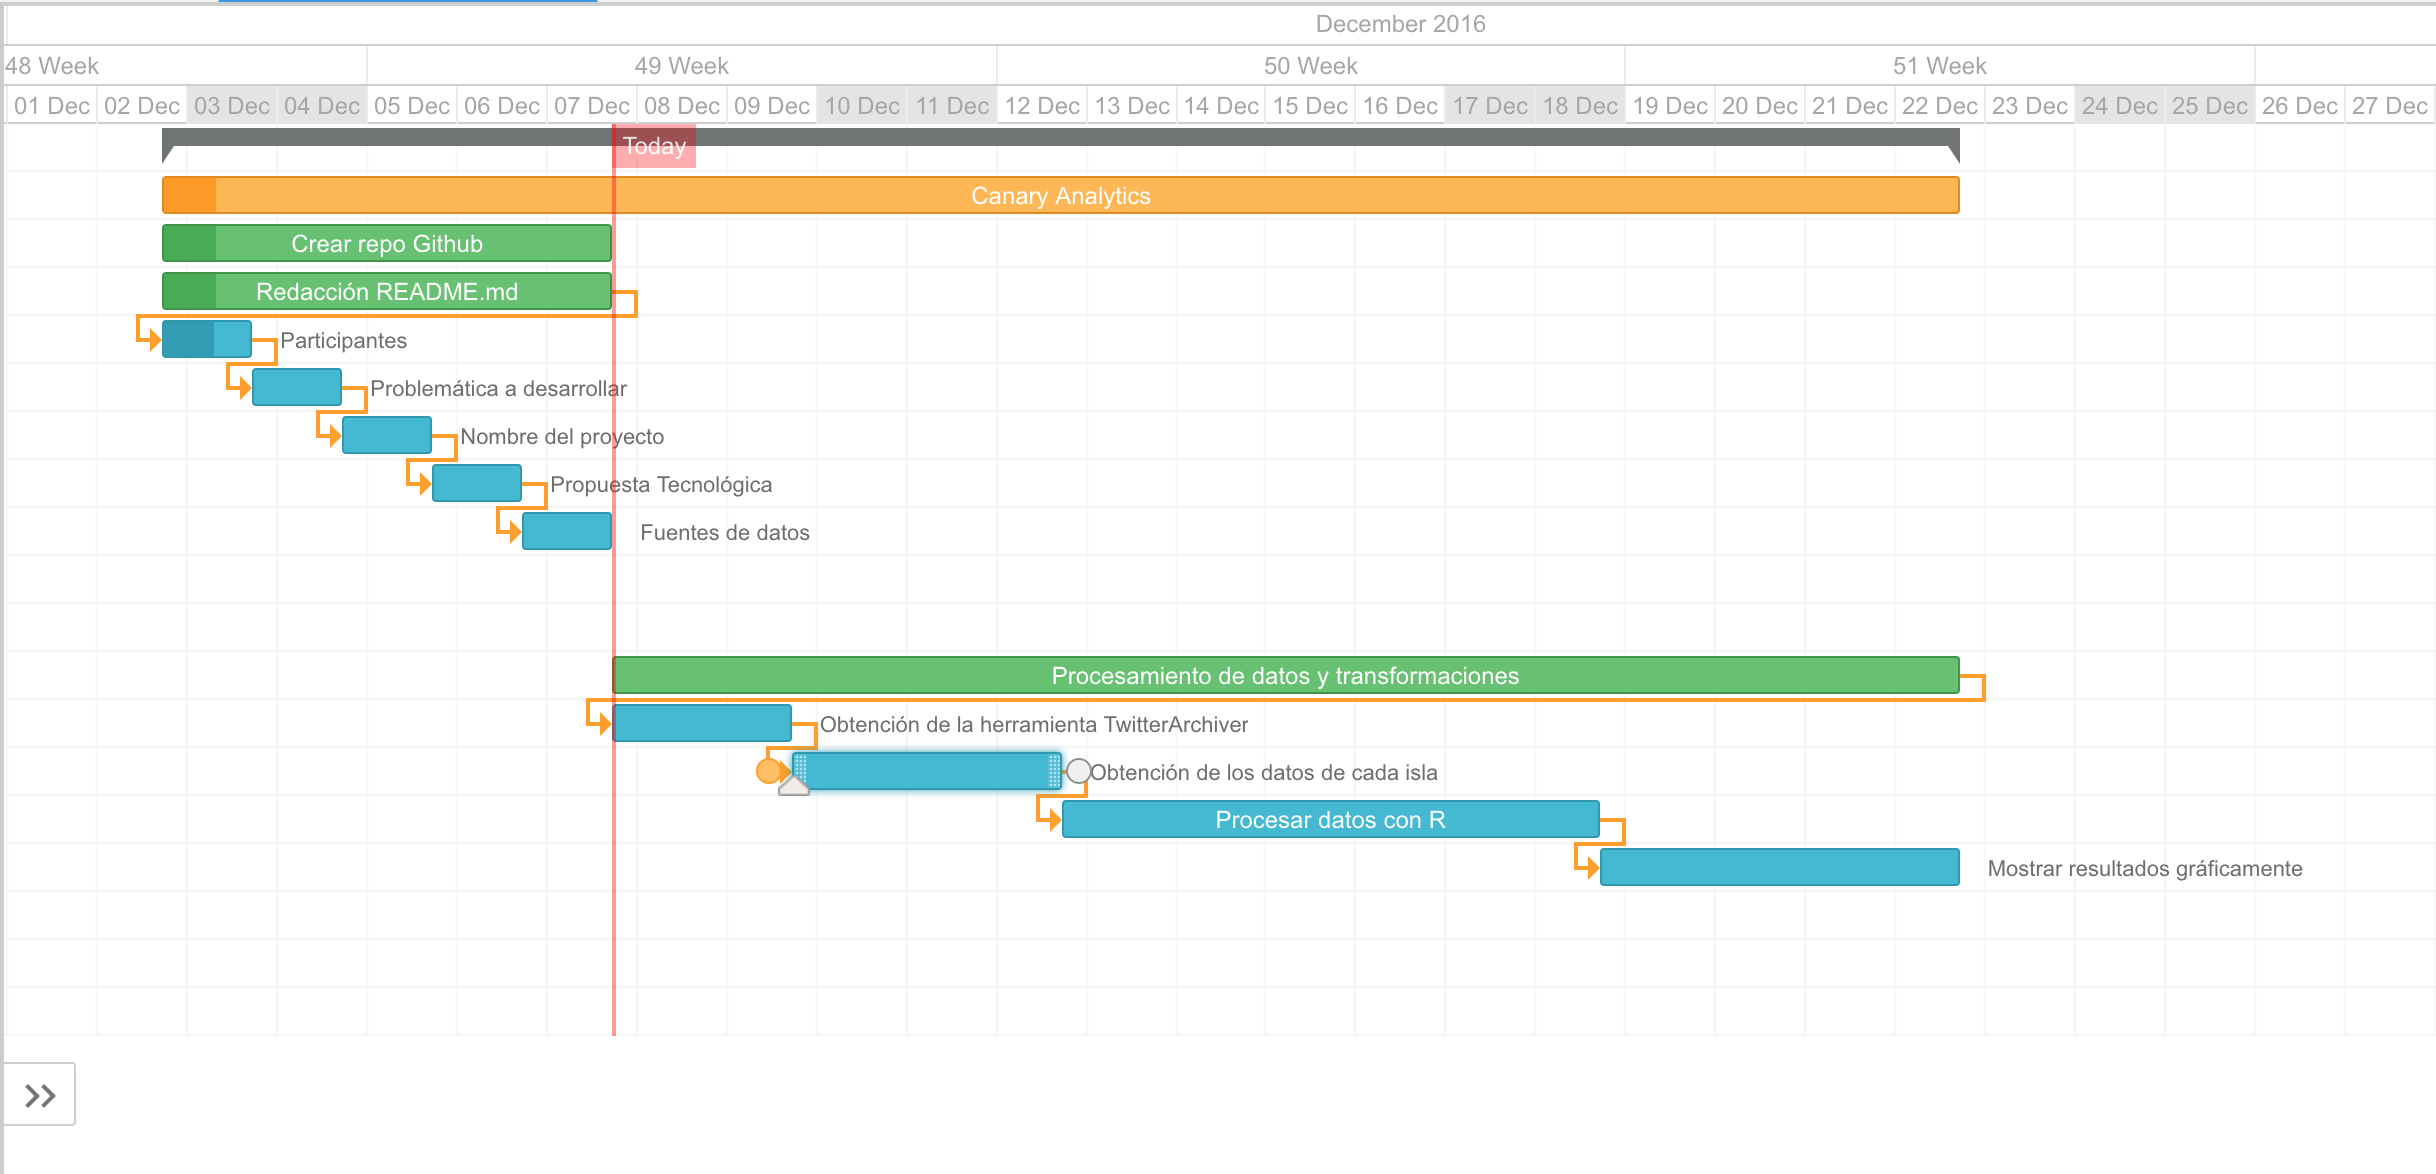 December 2016
48 Week 49 Week 50 Week 51 Week
01 Dec 02 Dec 03 Dec 04 Dec 05 Dec 06 Dec 07 Dec 08 Dec 09 Dec 10 Dec 11 Dec 12 Dec 13 Dec 14 Dec 15 Dec 16 Dec 17 Dec 18 Dec 19 Dec 20 Dec 21 Dec 22 Dec 23 Dec 24 Dec 25 Dec 26 Dec 27 Dec
Today
Canary Analytics
Crear repo Github
Redacción README.md
Participantes
Problemática a desarrollar
Nombre del proyecto
Propuesta Tecnológica
Fuentes de datos
Procesamiento de datos y transformaciones
Obtención de la herramienta TwitterArchiver
Obtención de los datos de cada isla
Procesar datos con R
Mostrar resultados gráficamente